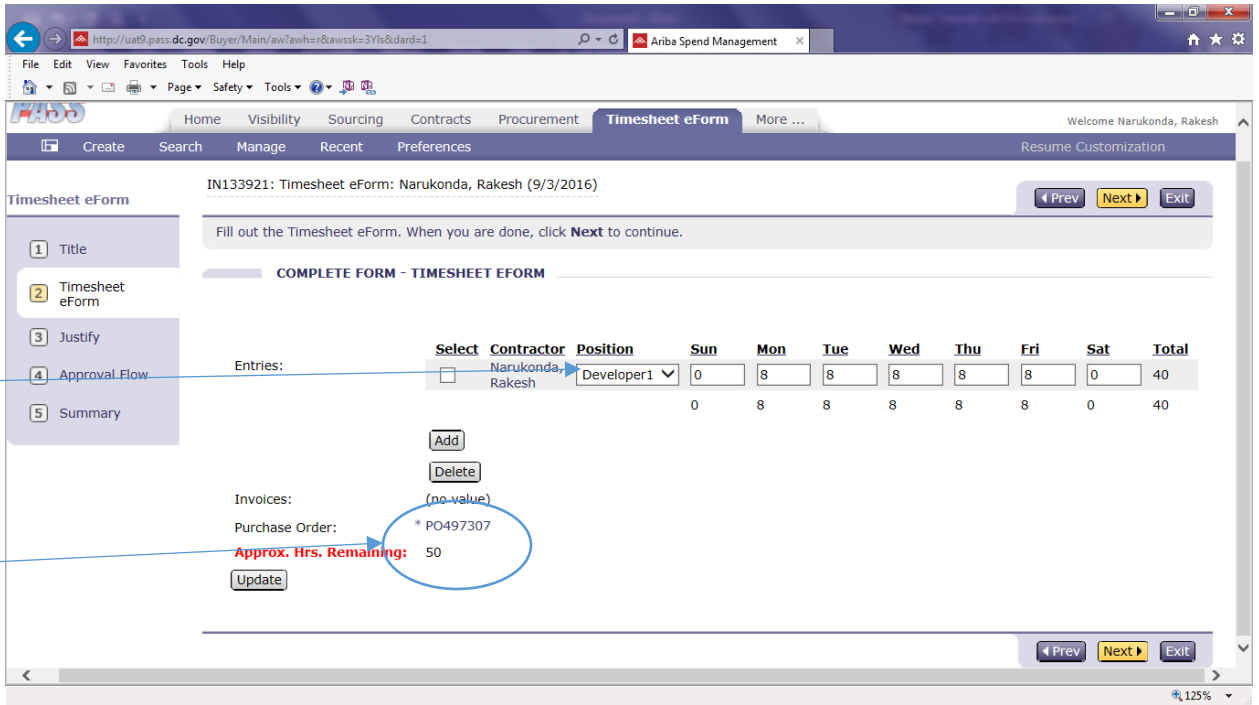 http://uat9.pass.dc.gov/Buyer/Main/aw?awh=r&awssk=3YIs&dard=1
Ariba Spend Management
File Edit View Favorites Tools Help
Page Safety Tools
PASS
Home Visibility Sourcing Contracts Procurement Timesheet eForm More ...
Welcome Narukonda, Rakesh
Create Search Manage Recent Preferences
Resume Customization
Timesheet eForm
1 Title
2 Timesheet eForm
3 Justify
4 Approval Flow
5 Summary
IN133921: Timesheet eForm: Narukonda, Rakesh (9/3/2016)
Prev Next Exit
Fill out the Timesheet eForm. When you are done, click Next to continue.
COMPLETE FORM - TIMESHEET EFORM
Select Contractor Position Sun Mon Tue Wed Thu Fri Sat Total
Entries: Narukonda, Rakesh Developer1 0 8 8 8 8 8 0 40
0 8 8 8 8 8 0 40
Add
Delete
Invoices: (no value)
Purchase Order: * PO497307
Approx. Hrs. Remaining: 50
Update
Prev Next Exit
125%